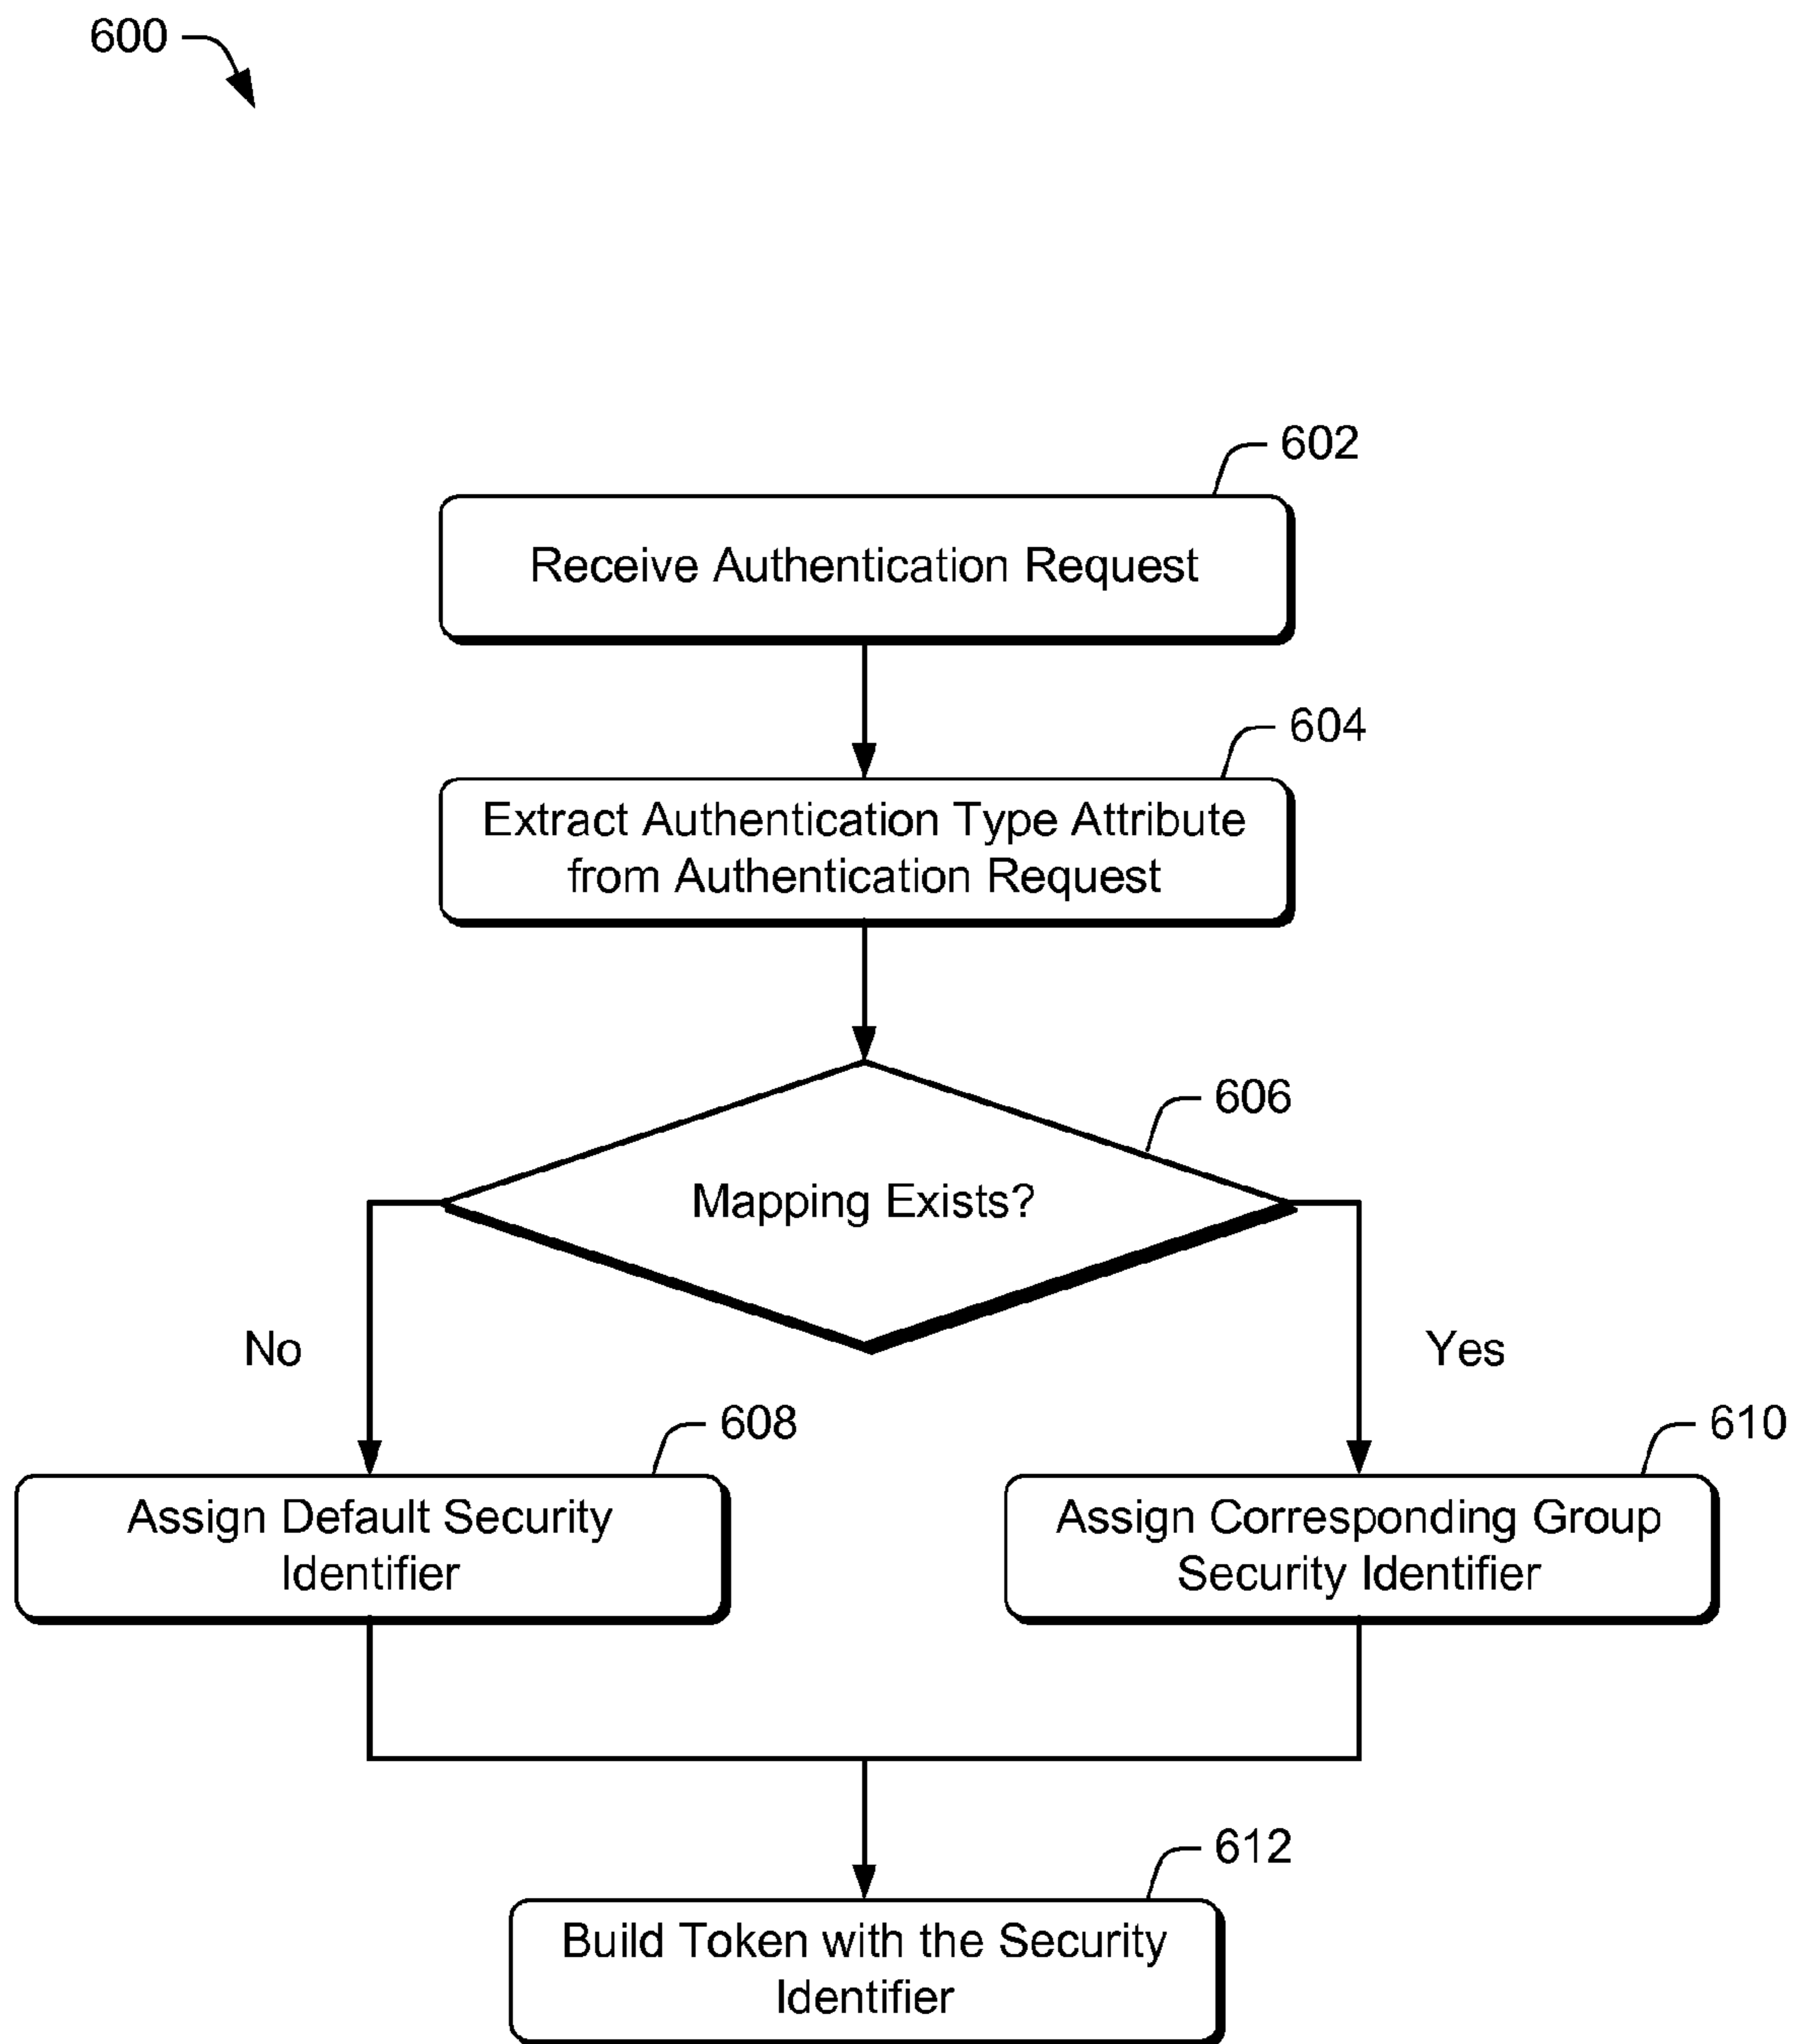 600
602
Receive Authentication Request
604
Extract Authentication Type Attribute
from Authentication Request
606
Mapping Exists?
No
Yes
608
610
Assign Default Security
Identifier
Assign Corresponding Group
Security Identifier
612
Build Token with the Security
Identifier